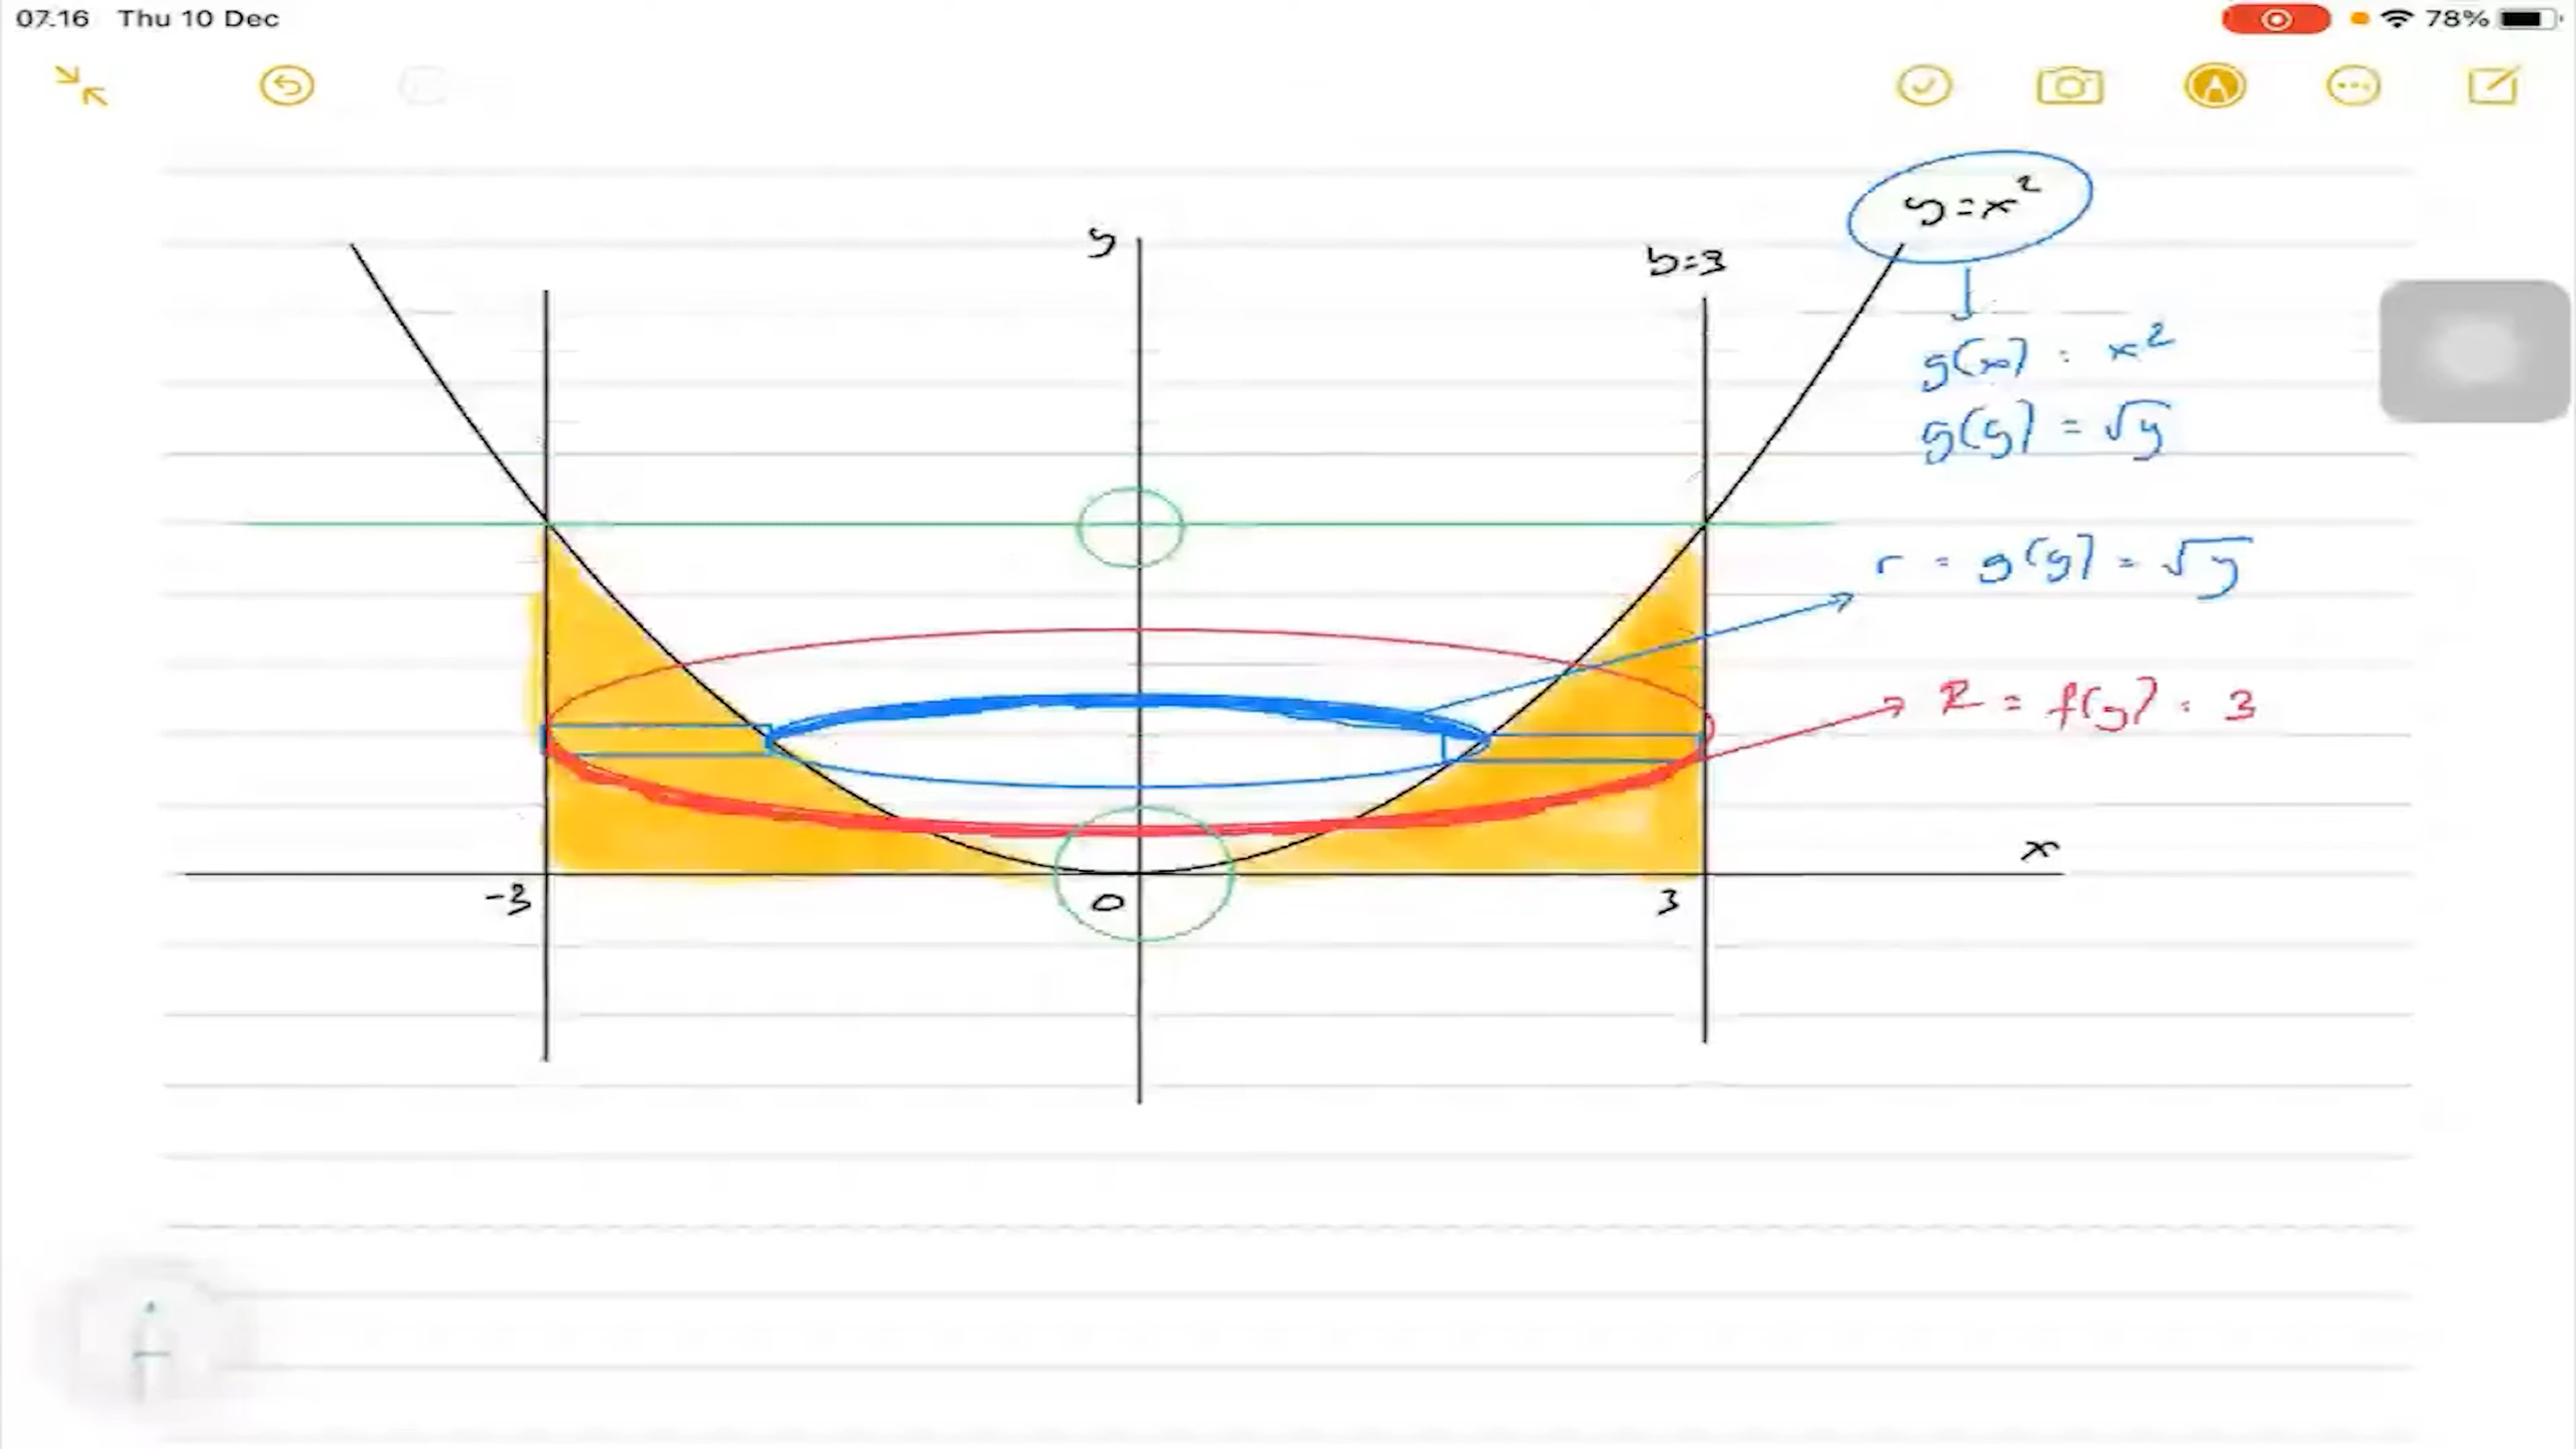 07.16 Thu 10 Dec
78%
y=x²
y
b=3
g(x) = x²
g(y) = √y
r = g(y) = √y
R = f(y) = 3
x
-3
0
3